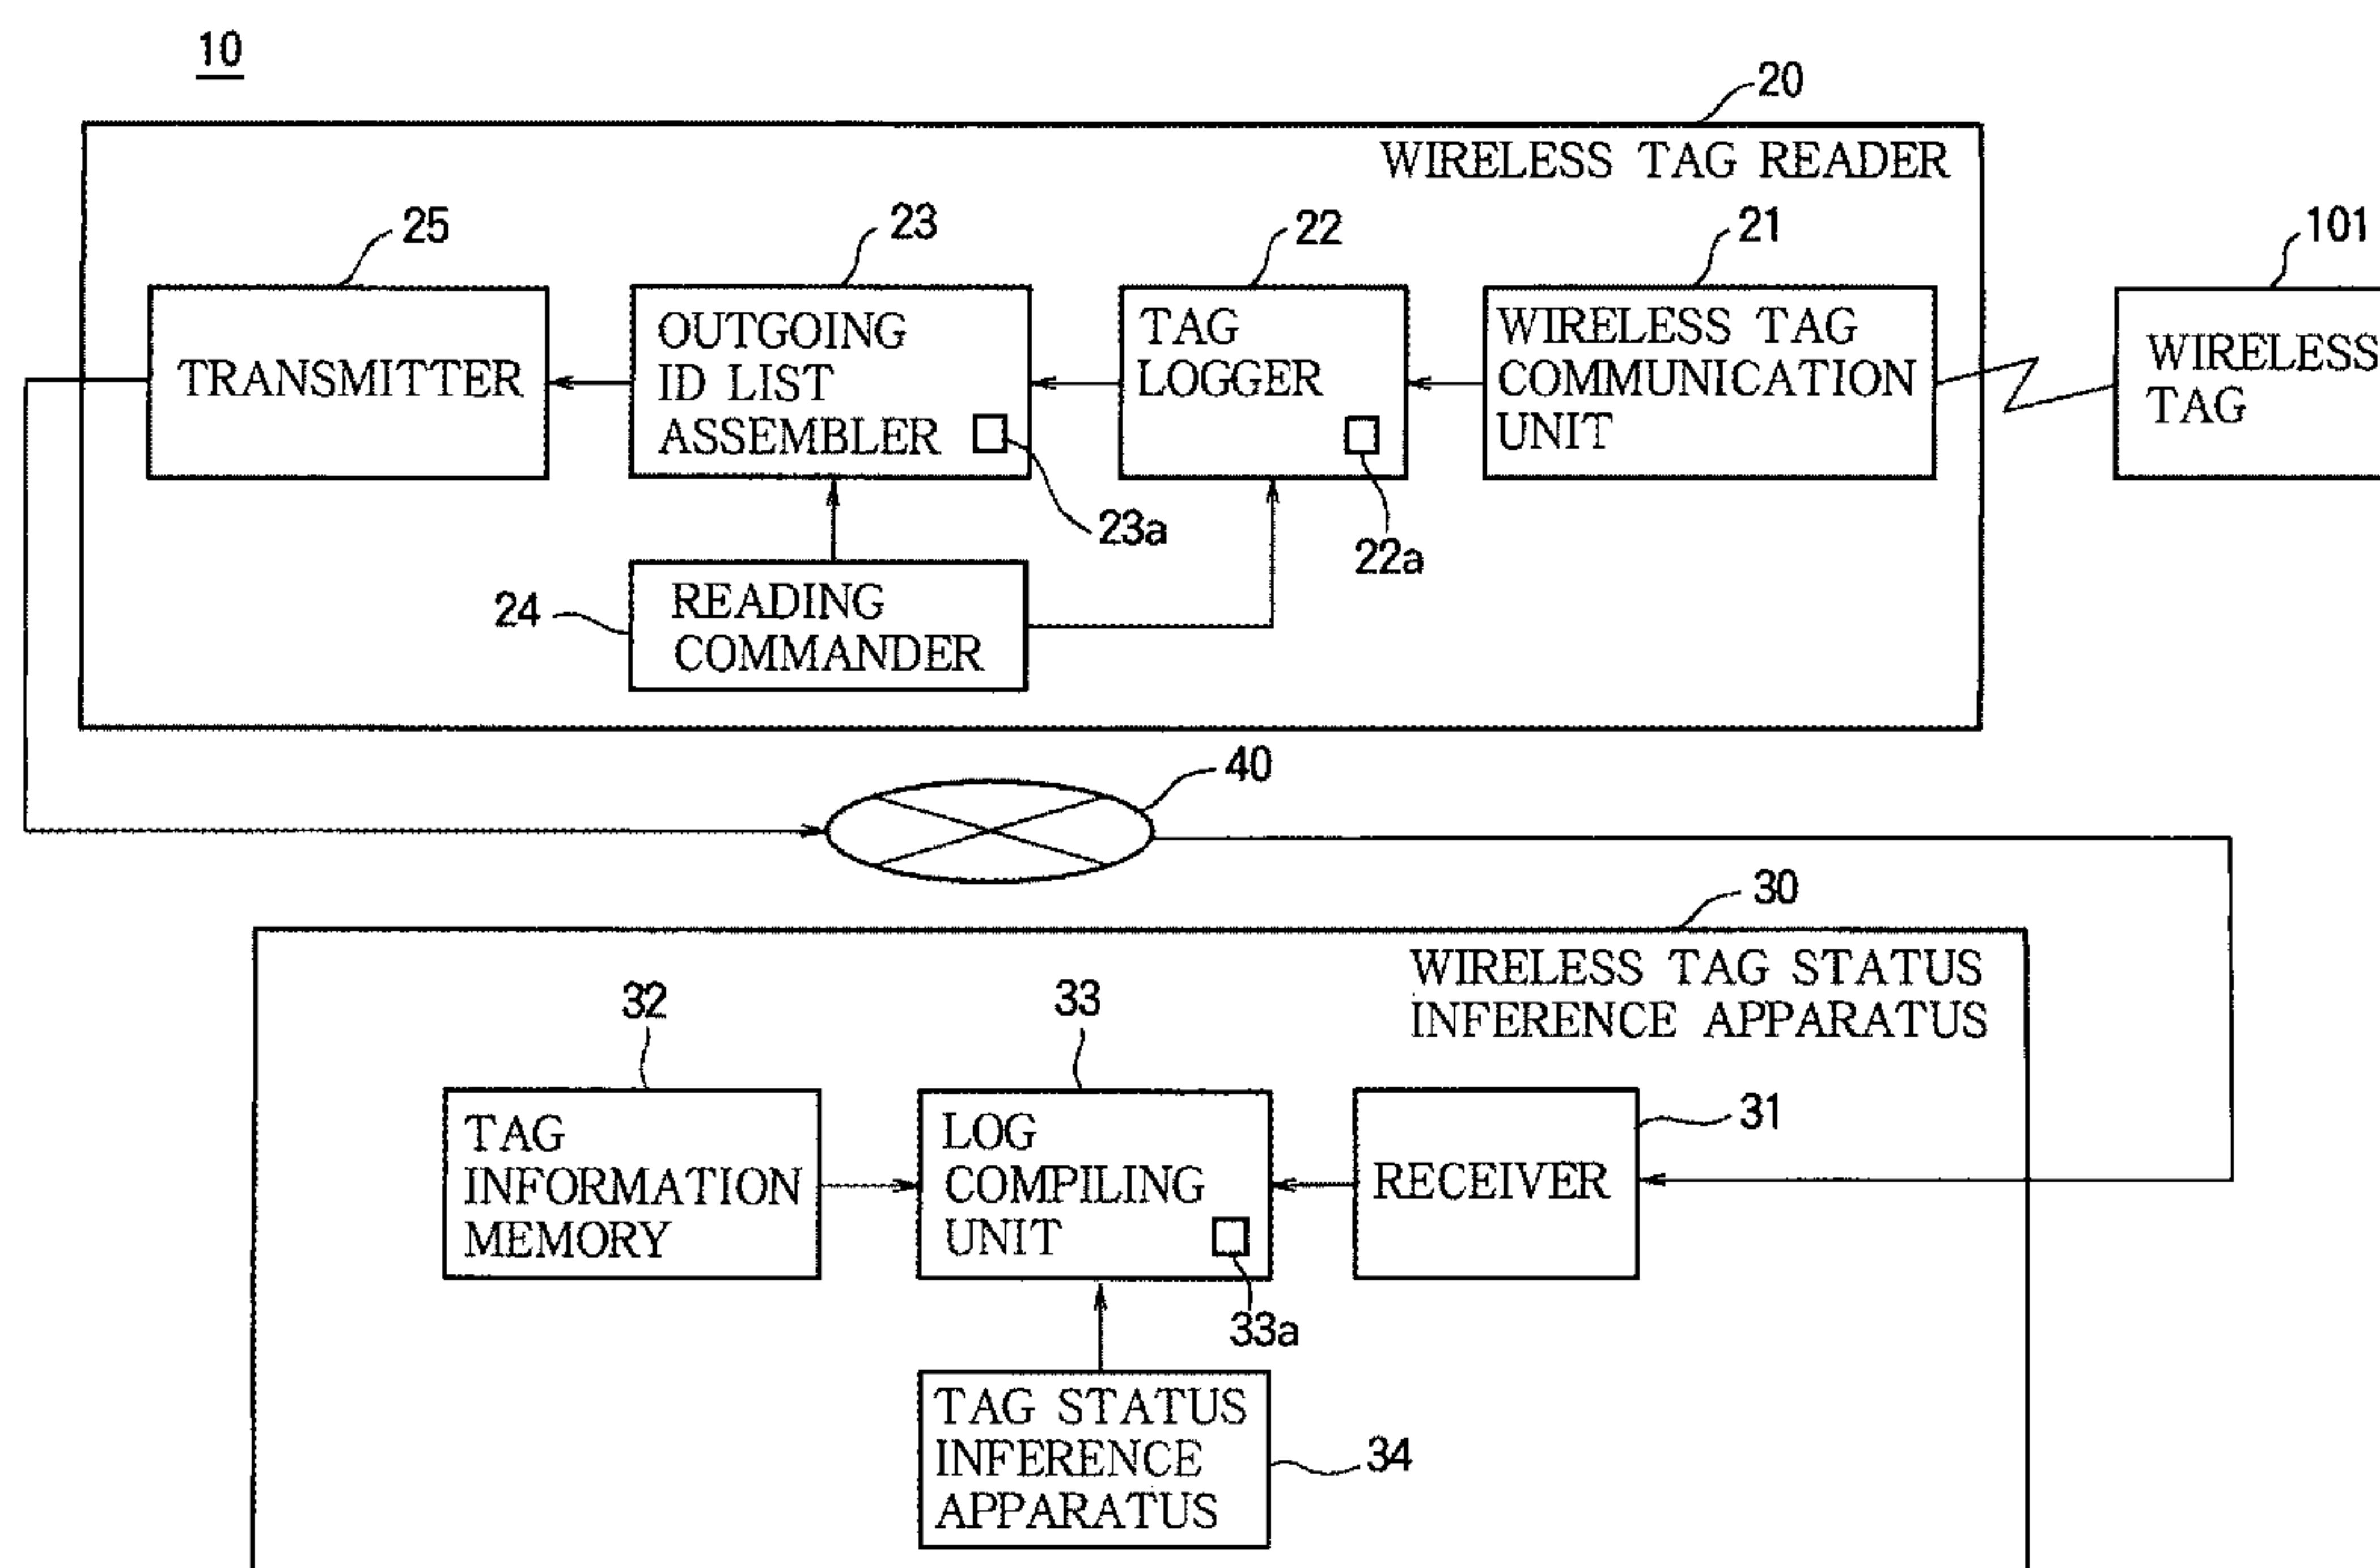 10
20
WIRELESS TAG READER
25
23
22
21
101
TRANSMITTER
OUTGOING
ID LIST
ASSEMBLER
TAG
LOGGER
WIRELESS TAG
COMMUNICATION
UNIT
WIRELESS
TAG
23a
22a
24
READING
COMMANDER
40
30
WIRELESS TAG STATUS
INFERENCE APPARATUS
32
33
31
TAG
INFORMATION
MEMORY
LOG
COMPILING
UNIT
RECEIVER
33a
TAG STATUS
INFERENCE
APPARATUS
34